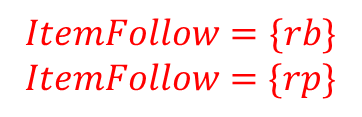 ItemFollow = {rb}
ItemFollow = {rp}